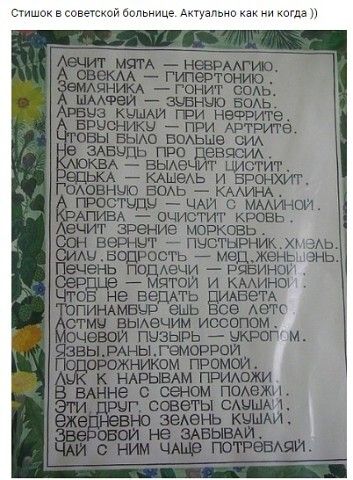 Стишок в советской больнице. Актуально как ни когда ))
Лечит мята — невралгию.
А свекла — гипертонию.
Земляника — гонит соль.
А шалфей — зубную боль.
Арбуз кушай при нефрите.
А бруснику — при артрите.
Чтобы было больше сил
Не забудь про девясил.
Клюква — вылечит цистит.
Редька — кашель и бронхит.
Головную боль — калина.
А простуду — чай с малиной.
Крапива — очистит кровь.
Лечит зрение морковь.
Сон вернут — пустырник, хмель.
Силу, бодрость — мед, женьшень.
Печень подлечи — рябиной.
Сердце — мятой и калиной.
Чтоб не ведать диабета
Топинамбур ешь все лето.
Астму вылечим иссопом.
Мочевой пузырь — укропом.
Язвы, раны, геморрой
Подорожником промой.
Лук к нарывам приложи.
В ванне с сеном полежи.
Эти друг, советы слушай,
Ежедневно зелень кушай,
Зверобой не забывай.
Чай с ним чаще потребляй.